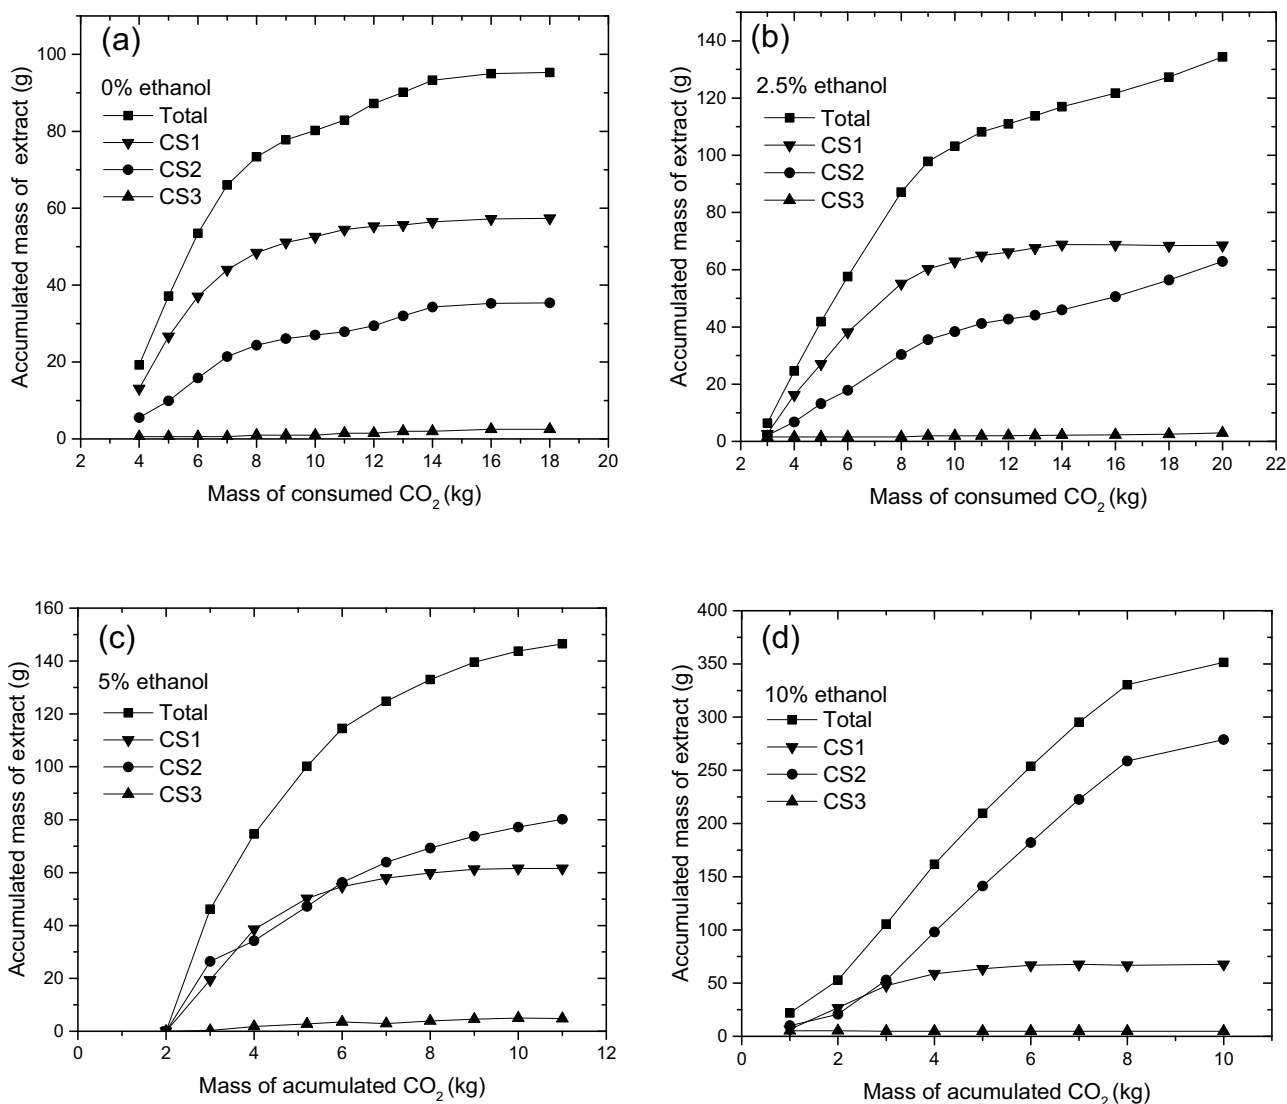 (a)
0% ethanol
Total
CS1
CS2
CS3
Accumulated mass of extract (g)
100
80
60
40
20
0
2 4 6 8 10 12 14 16 18 20
Mass of consumed CO2 (kg)
(b)
2.5% ethanol
Total
CS1
CS2
CS3
Accumulated mass of extract (g)
140
120
100
80
60
40
20
0
2 4 6 8 10 12 14 16 18 20 22
Mass of consumed CO2 (kg)
(c)
5% ethanol
Total
CS1
CS2
CS3
Accumulated mass of extract (g)
160
140
120
100
80
60
40
20
0
0 2 4 6 8 10 12
Mass of acumulated CO2 (kg)
(d)
10% ethanol
Total
CS1
CS2
CS3
Accumulated mass of extract (g)
400
350
300
250
200
150
100
50
0
0 2 4 6 8 10
Mass of acumulated CO2 (kg)